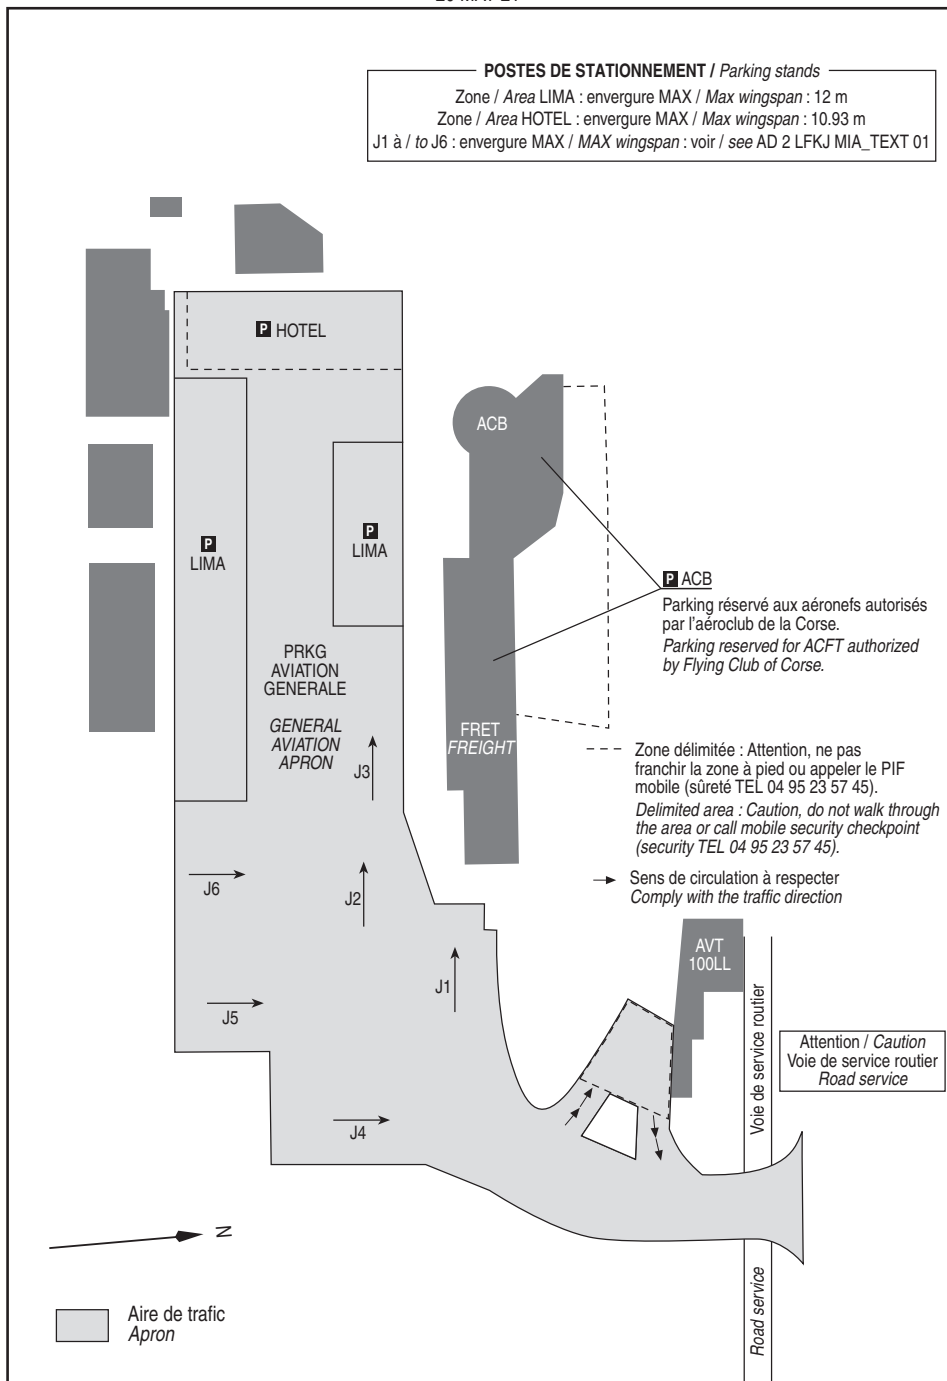 POSTES DE STATIONNEMENT / Parking stands
Zone / Area LIMA : envergure MAX / Max wingspan : 12 m
Zone / Area HOTEL : envergure MAX / Max wingspan : 10.93 m
J1 à / to J6 : envergure MAX / MAX wingspan : voir / see AD 2 LFKJ MIA_TEXT 01
P HOTEL
ACB
P
LIMA
P
LIMA
P ACB
Parking réservé aux aéronefs autorisés
par l'aéroclub de la Corse.
Parking reserved for ACFT authorized
by Flying Club of Corse.
PRKG
AVIATION
GENERALE
GENERAL
AVIATION
APRON
FRET
FREIGHT
J3
Zone délimitée : Attention, ne pas
franchir la zone à pied ou appeler le PIF
mobile (sûreté TEL 04 95 23 57 45).
Delimited area : Caution, do not walk through
the area or call mobile security checkpoint
(security TEL 04 95 23 57 45).
Sens de circulation à respecter
Comply with the traffic direction
J6
J2
AVT
100LL
J1
J5
Voie de service routier
Attention / Caution
Voie de service routier
Road service
J4
N
Road service
Aire de trafic
Apron